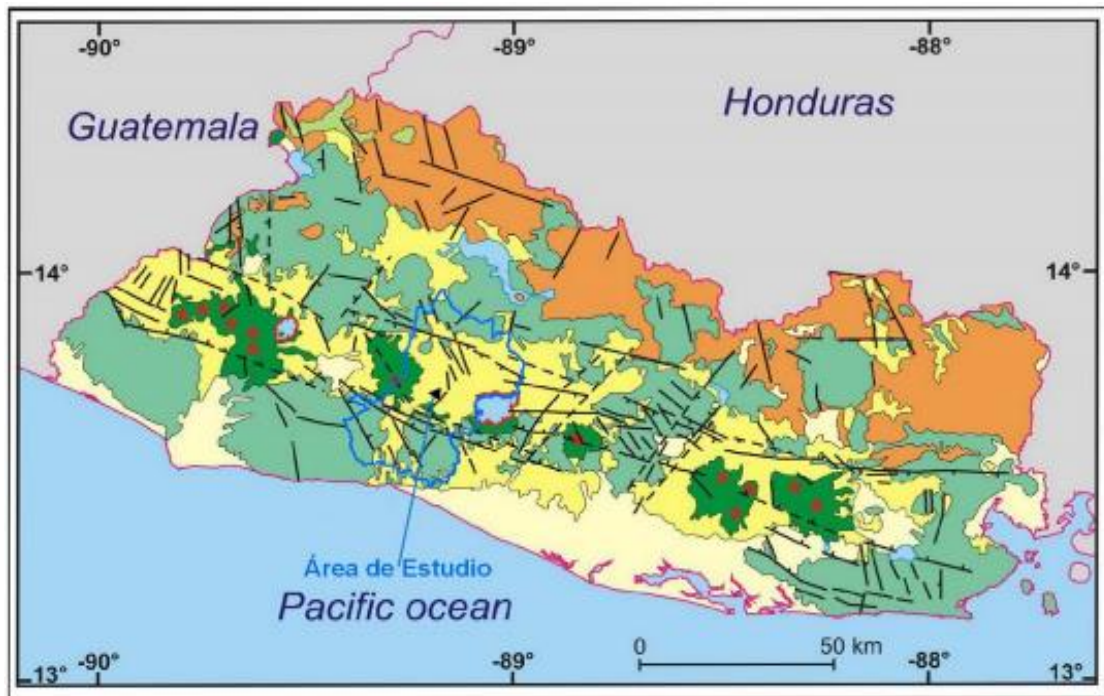 -90° -89° -88°
Guatemala
Honduras
14° 14°
Área de Estudio
Pacific ocean
0 50 km
13° -90° -89° -88° 13°